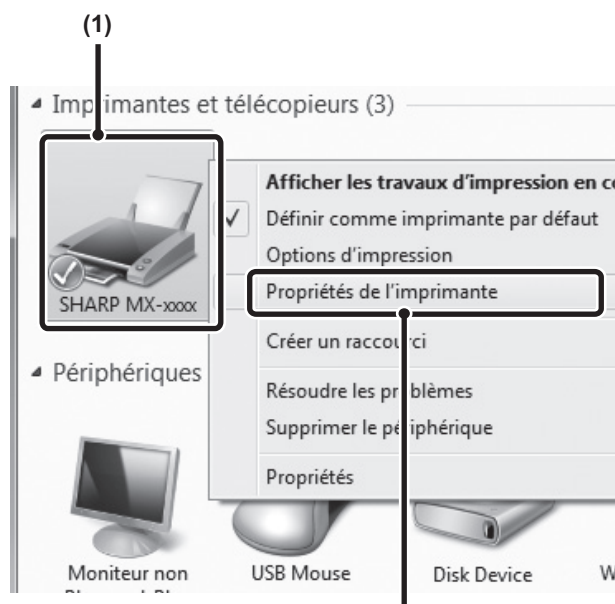 (1)
Imprimantes et télécopieurs (3)
Afficher les travaux d'impression en
Définir comme imprimante par défaut
Options d'impression
Propriétés de l'imprimante
SHARP MX-xxxx
Créer un raccourci
Périphériques
Résoudre les problèmes
Supprimer le périphérique
Propriétés
Moniteur non
USB Mouse
Disk Device